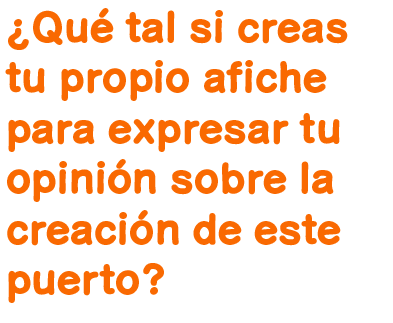 ¿Qué tal si creas
tu propio afiche
para expresar tu
opinión sobre la
creación de este
puerto?